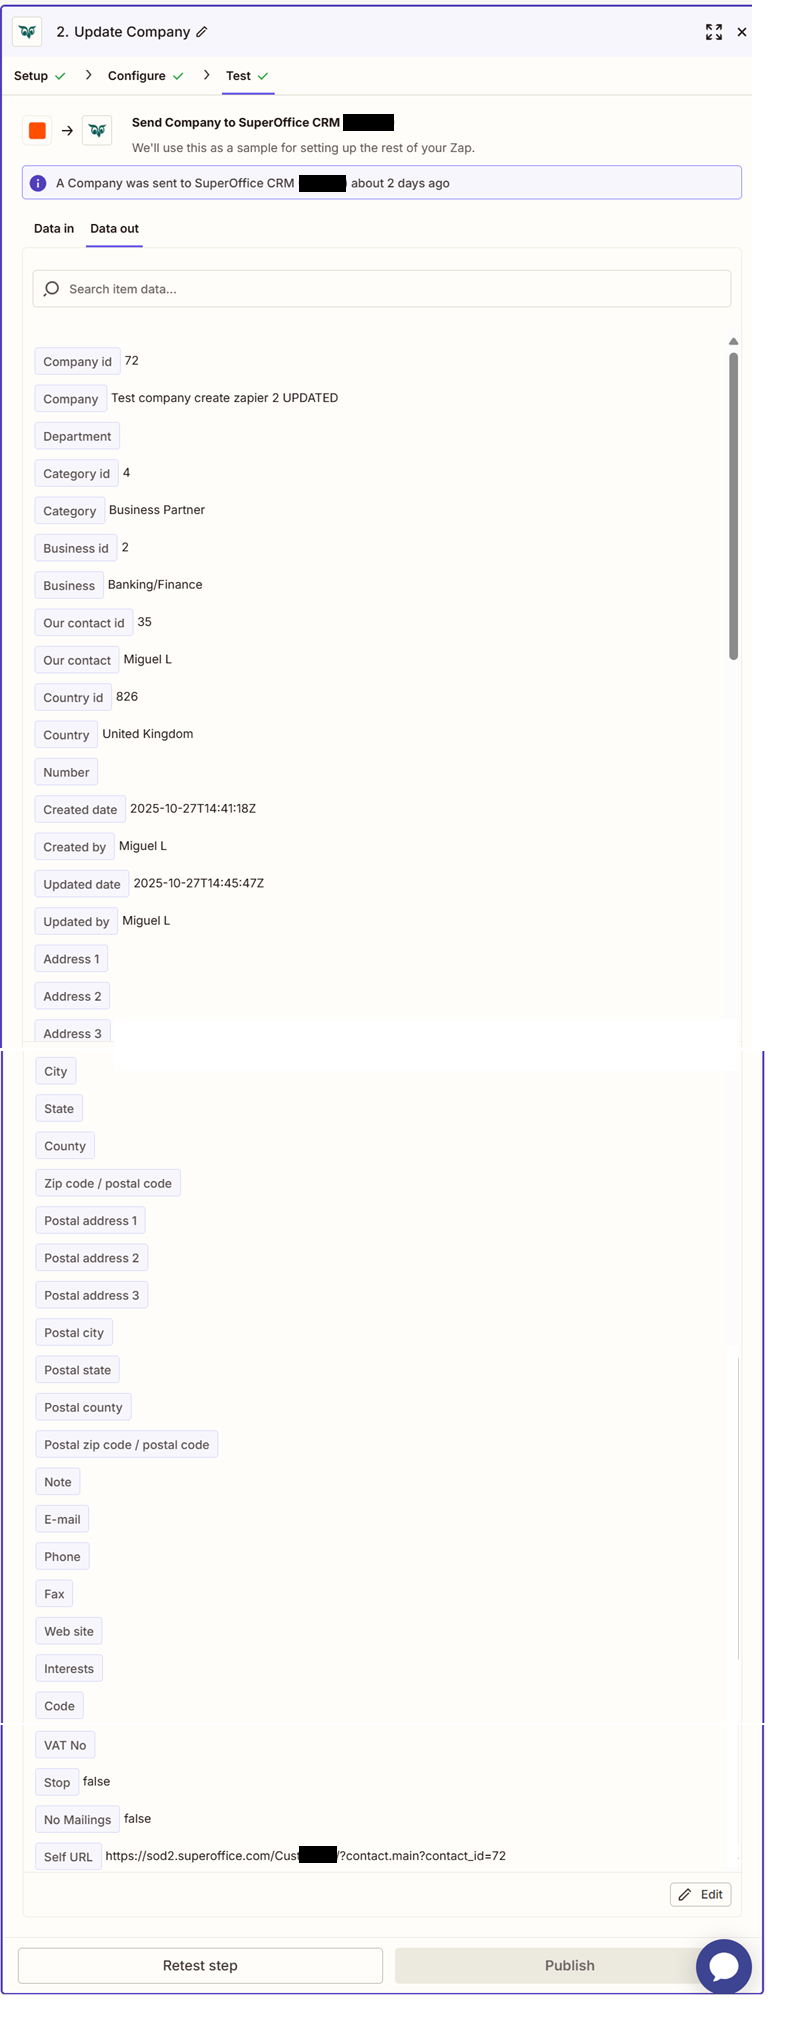 2. Update Company
Setup
Configure
Test
Send Company to SuperOffice CRM
We'll use this as a sample for setting up the rest of your Zap.
A Company was sent to SuperOffice CRM about 2 days ago
Data in Data out
Search item data...
Company id 72
Company Test company create zapier 2 UPDATED
Department
Category id 4
Category Business Partner
Business id 2
Business Banking/Finance
Our contact id 35
Our contact Miguel L
Country id 826
Country United Kingdom
Number
Created date 2025-10-27T14:41:18Z
Created by Miguel L
Updated date 2025-10-27T14:45:47Z
Updated by Miguel L
Address 1
Address 2
Address 3
City
State
County
Zip code / postal code
Postal address 1
Postal address 2
Postal address 3
Postal city
Postal state
Postal county
Postal zip code / postal code
Note
E-mail
Phone
Fax
Web site
Interests
Code
VAT No
Stop false
No Mailings false
Self URL https://sod2.superoffice.com/Cust /?contact.main?contact_id=72
Edit
Retest step Publish